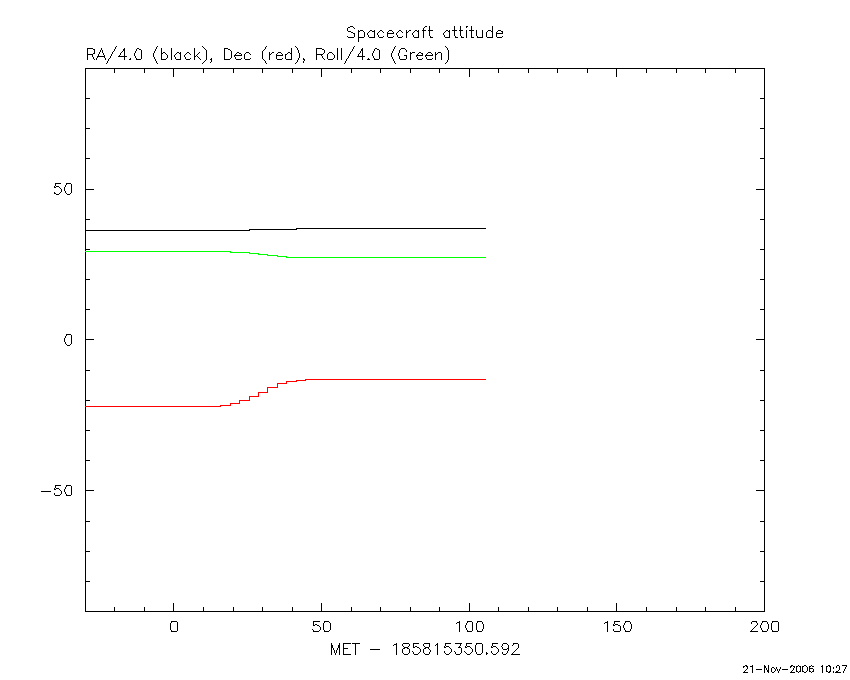 Spacecraft attitude
RA/4.0 (black), Dec (red), Roll/4.0 (Green)
50
0
−50
0 50 100 150 200
MET − 185815350.592
21-Nov-2006 10:27